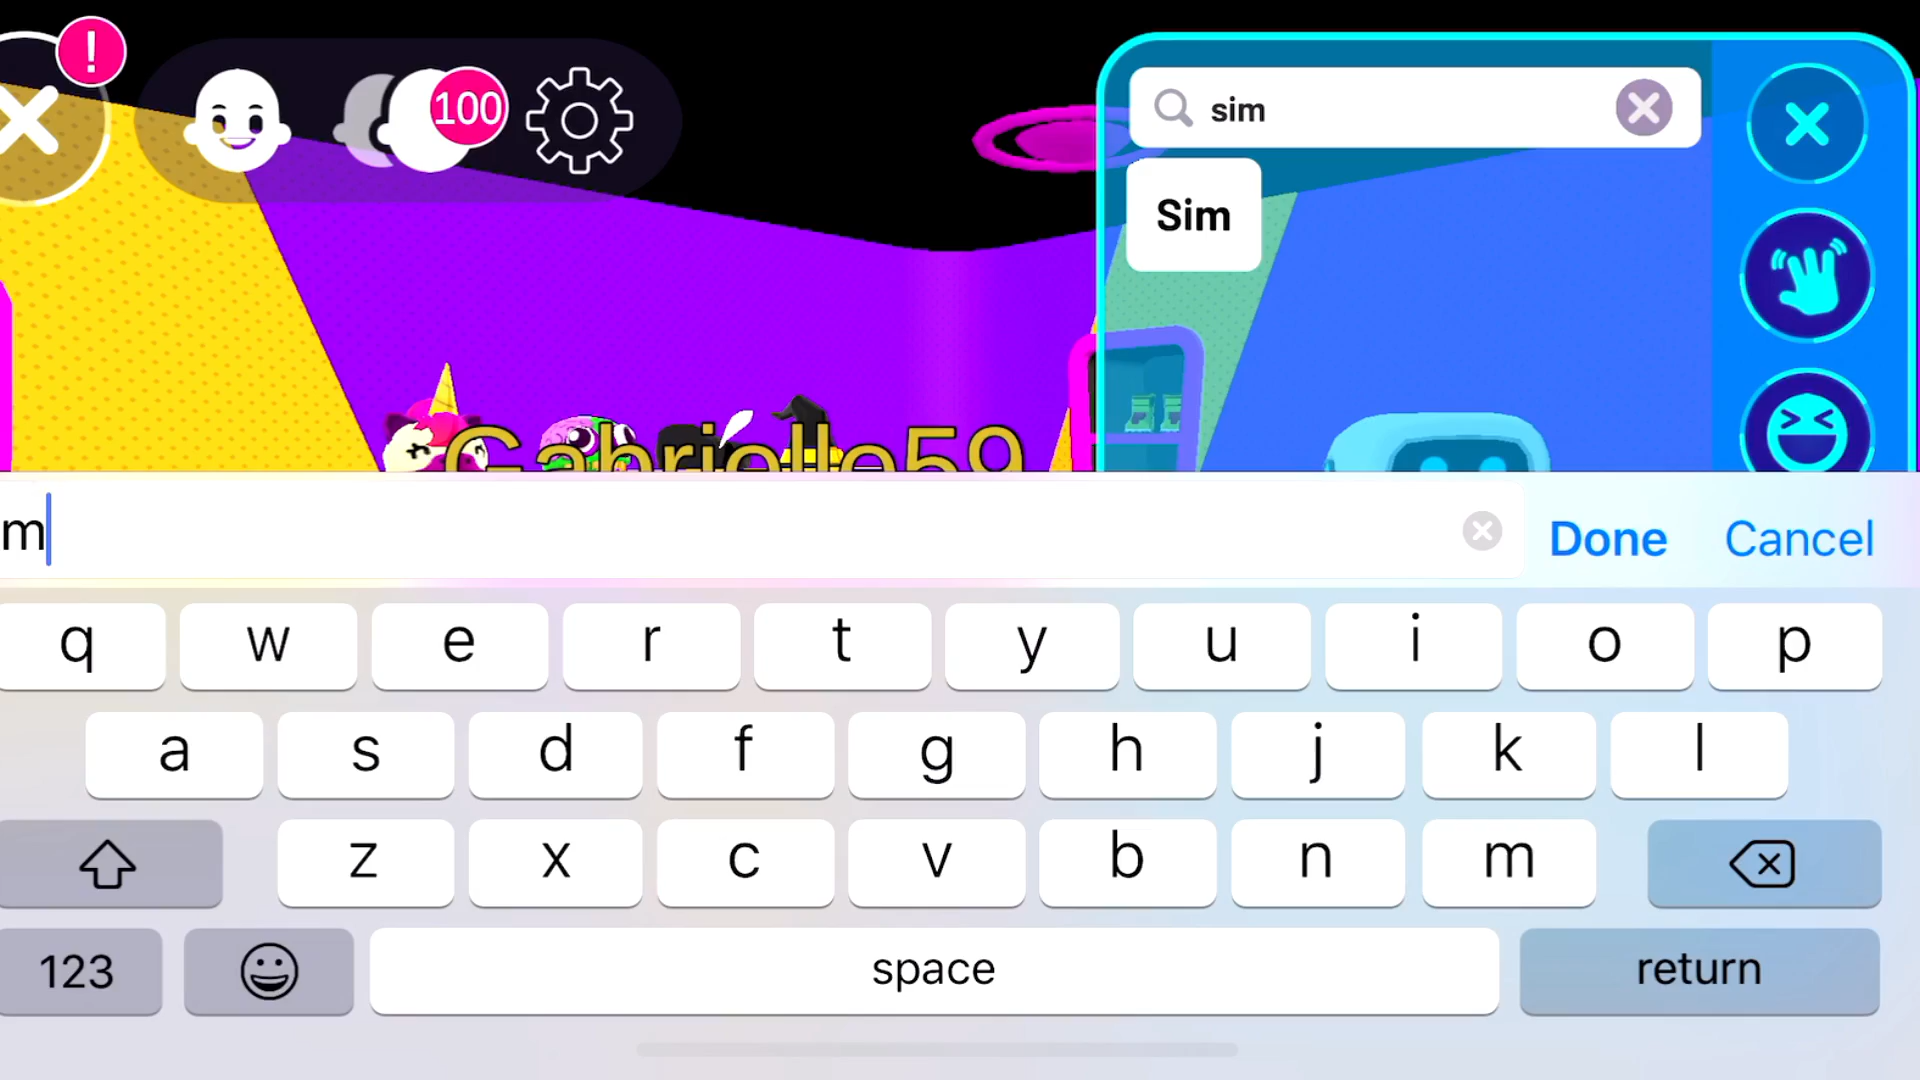 !
100
sim
Sim
Gabrielle59
m
Done
Cancel
q w e r t y u i o p
a s d f g h j k l
z x c v b n m
123
space
return